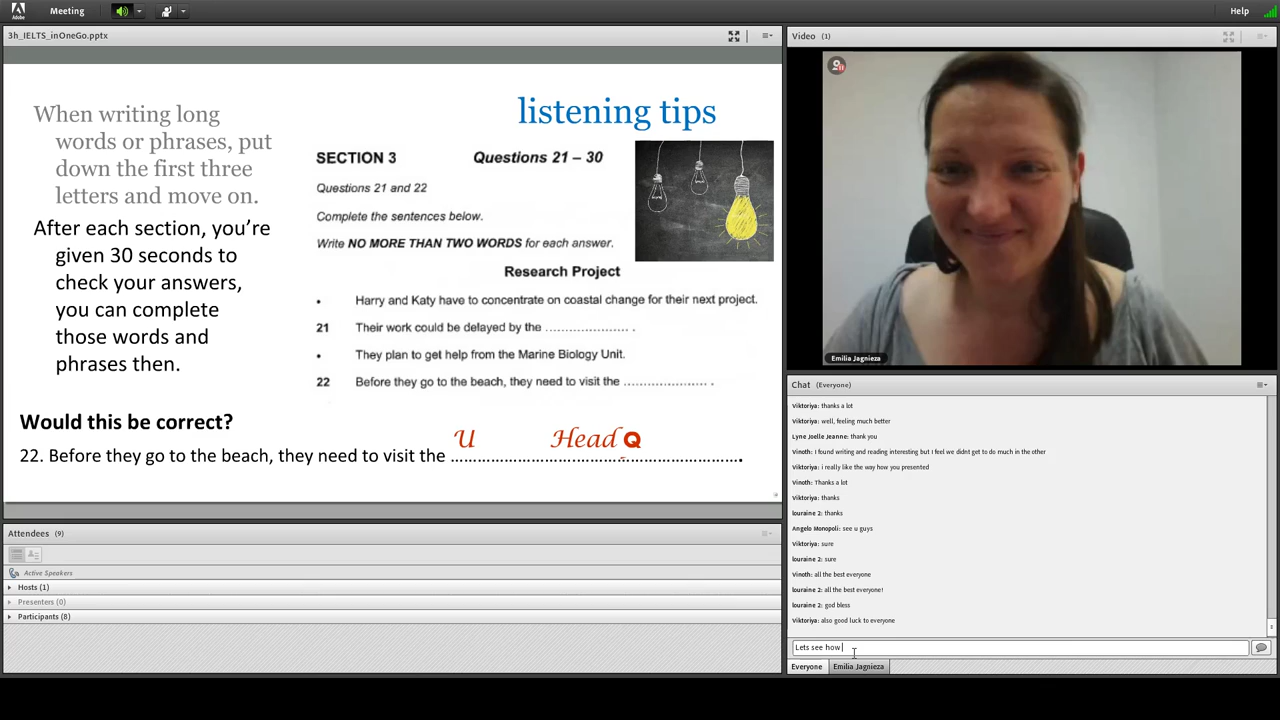 Adobe
Meeting
Help
3h_IELTS_inOneGo.pptx
When writing long
words or phrases, put
down the first three
letters and move on.
After each section, you're
given 30 seconds to
check your answers,
you can complete
those words and
phrases then.
listening tips
SECTION 3 Questions 21 – 30
Questions 21 and 22
Complete the sentences below.
Write NO MORE THAN TWO WORDS for each answer.
Research Project
• Harry and Katy have to concentrate on coastal change for their next project.
21 Their work could be delayed by the ..................... .
• They plan to get help from the Marine Biology Unit.
22 Before they go to the beach, they need to visit the ..................... .
Would this be correct?
U Head Q
22. Before they go to the beach, they need to visit the ..........................................................
Attendees (9)
Active Speakers
Hosts (1)
Presenters (0)
Participants (8)
Video (1)
Emilia Jagnieza
Chat (Everyone)
Viktoriya: thanks a lot
Viktoriya: well, feeling much better
Lyne Joelle Jeanne: thank you
Vinoth: I found writing and reading interesting but I feel we didnt get to do much in the other
Viktoriya: i really like the way how you presented
Vinoth: Thanks a lot
Viktoriya: thanks
louraine 2: thanks
Angelo Monopoli: see u guys
Viktoriya: sure
louraine 2: sure
Vinoth: all the best everyone
louraine 2: all the best everyone!
louraine 2: god bless
Viktoriya: also good luck to everyone
Lets see how
Everyone
Emilia Jagnieza